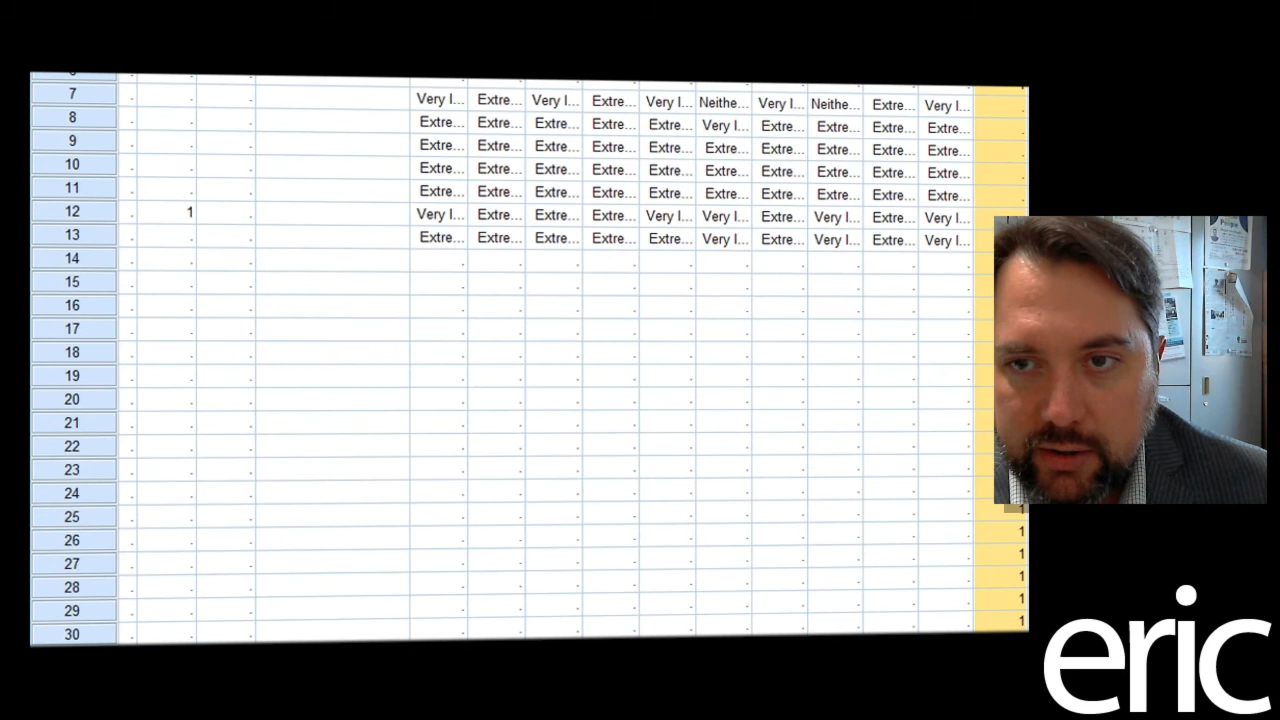 7 . . . Very I... Extre... Very I... Extre... Very I... Neithe... Very I... Neithe... Extre... Very I... .
8 . . . Extre... Extre... Extre... Extre... Extre... Very I... Extre... Extre... Extre... Extre... .
9 . . . Extre... Extre... Extre... Extre... Extre... Extre... Extre... Extre... Extre... Extre... .
10 . . . Extre... Extre... Extre... Extre... Extre... Extre... Extre... Extre... Extre... Extre... .
11 . . . Extre... Extre... Extre... Extre... Extre... Extre... Extre... Extre... Extre... Extre... .
12 . 1 . Very I... Extre... Extre... Extre... Very I... Very I... Extre... Very I... Extre... Very I...
13 . . . Extre... Extre... Extre... Extre... Extre... Very I... Extre... Very I... Extre... Very I...
14 . . . . . . . . . . . . .
15 . . . . . . . . . . . . .
16 . . . . . . . . . . . . .
17 . . . . . . . . . . . . .
18 . . . . . . . . . . . . .
19 . . . . . . . . . . . . .
20 . . . . . . . . . . . . .
21 . . . . . . . . . . . . .
22 . . . . . . . . . . . . .
23 . . . . . . . . . . . . .
24 . . . . . . . . . . . . .
25 . . . . . . . . . . . . . 1
26 . . . . . . . . . . . . . 1
27 . . . . . . . . . . . . . 1
28 . . . . . . . . . . . . . 1
29 . . . . . . . . . . . . . 1
30 . . . . . . . . . . . . . 1
eric